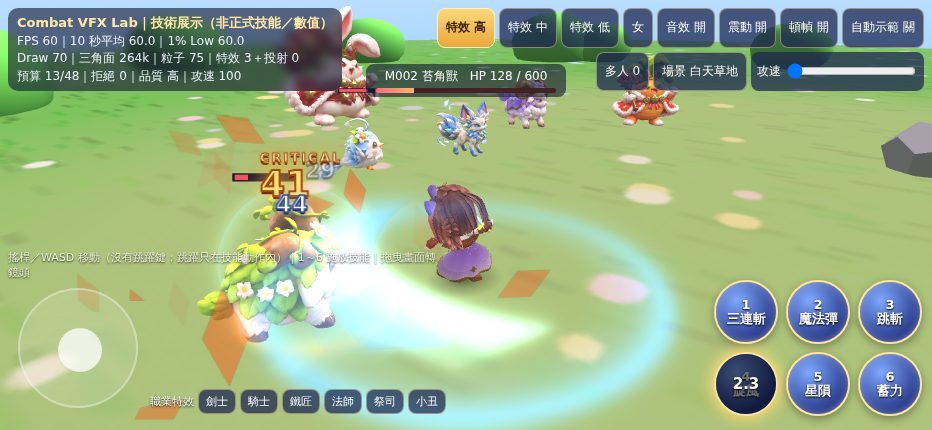 Combat VFX Lab｜技術展示（非正式技能／數值）
FPS 60｜10 秒平均 60.0｜1% Low 60.0
Draw 70｜三角面 264k｜粒子 75｜特效 3＋投射 0
預算 13/48｜拒絕 0｜品質 高｜攻速 100
特效 高
特效 中
特效 低
女
音效 開
震動 開
頓幀 開
自動示範 關
多人 0
場景 白天草地
攻速
M002 苔角獸 HP 128 / 600
CRITICAL
29
41
44
搖桿／WASD 移動（沒有跳躍鍵；跳躍只在技能動作內）｜1～6 施放技能｜拖曳畫面轉
鏡頭
1
三連斬
2
魔法彈
3
跳斬
4
2.3
旋風
5
星隕
6
蓄力
職業特效
劍士
騎士
鐵匠
法師
祭司
小丑